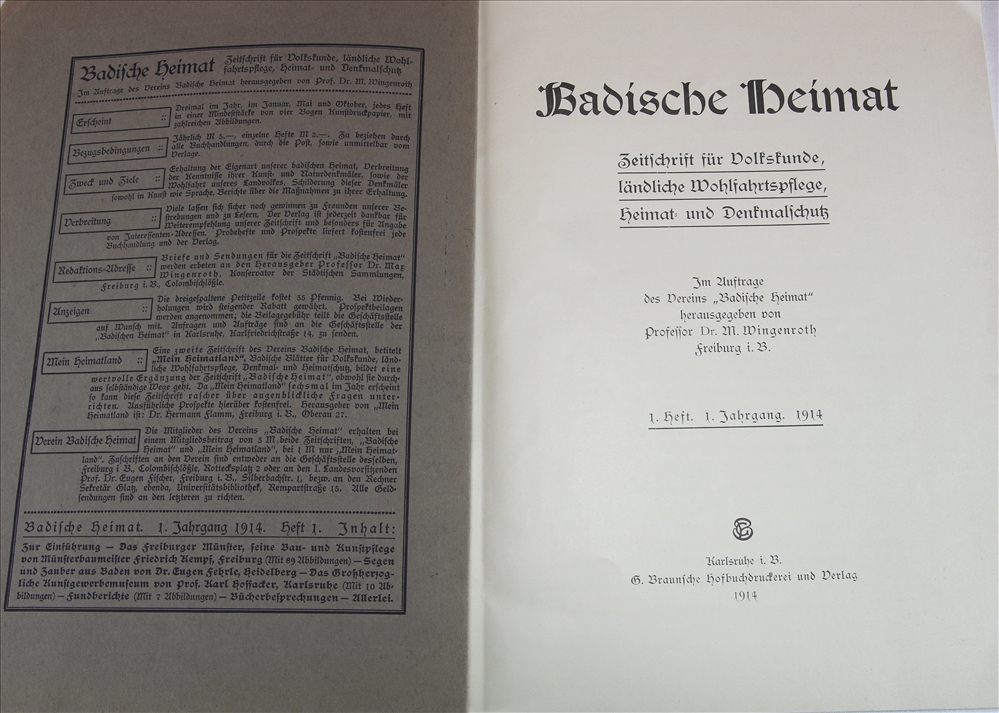 Badische Heimat Zeitschrift für Volkskunde, ländliche Wohl-
fahrtspflege, Heimat- und Denkmalschutz
Im Auftrage des Vereins Badische Heimat herausgegeben von Prof. Dr. M. Wingenroth
Erscheint :: Dreimal im Jahr, im Januar, Mai und Oktober, jedes Heft
in einer Mindeststärke von vier Bogen Kunstdruckpapier, mit
zahlreichen Abbildungen.
Bezugsbedingungen :: Jährlich M 5.—, einzelne Hefte M 2.—. Zu beziehen durch
alle Buchhandlungen, durch die Post, sowie unmittelbar vom
Verlage.
Zweck und Ziele :: Erhaltung der Eigenart unserer badischen Heimat, Verbreitung
der Kenntnisse ihrer Kunst- und Naturdenkmäler, sowie der
Wohlfahrt unseres Landvolkes, Schilderung dieser Denkmäler
sowohl in Kunst wie Sprache, Berichte über die Maßnahmen zu ihrer Erhaltung.
Verbreitung :: Viele lassen sich sicher noch gewinnen zu Freunden unserer Be-
strebungen und zu Lesern. Der Verlag ist jederzeit dankbar für
Weiterempfehlung unserer Zeitschrift und besonders für Angabe
von Interessenten-Adressen. Probehefte und Prospekte liefert kostenfrei jede
Buchhandlung und der Verlag.
Redaktions-Adresse :: Briefe und Sendungen für die Zeitschrift „Badische Heimat“
werden erbeten an den Herausgeber Professor Dr. Max
Wingenroth, Konservator der Städtischen Sammlungen,
Freiburg i. B., Colombischlößle.
Anzeigen :: Die dreigespaltene Petitzeile kostet 35 Pfennig. Bei Wieder-
holungen wird steigender Rabatt gewährt. Prospektbeilagen
werden angenommen; die Beilagegebühr teilt die Geschäftsstelle
auf Wunsch mit. Anfragen und Aufträge sind an die Geschäftsstelle der
„Badischen Heimat“ in Karlsruhe, Karlfriedrichstraße 14, zu senden.
Mein Heimatland :: Eine zweite Zeitschrift des Vereins Badische Heimat, betitelt
„Mein Heimatland“, Badische Blätter für Volkskunde, länd-
liche Wohlfahrtspflege, Denkmal- und Heimatschutz, bildet eine
wertvolle Ergänzung der Zeitschrift „Badische Heimat“, obwohl sie durch-
aus selbständige Wege geht. Da „Mein Heimatland“ sechsmal im Jahr erscheint
so kann diese Zeitschrift rascher über augenblickliche Fragen unter-
richten. Ausführliche Prospekte hierüber kostenfrei. Herausgeber von „Mein
Heimatland ist: Dr. Hermann Flamm, Freiburg i. B., Oberau 27.
Verein Badische Heimat Die Mitglieder des Vereins „Badische Heimat“ erhalten bei
einem Mitgliedsbeitrag von 3 M. beide Zeitschriften, „Badische
Heimat“ und „Mein Heimatland“, bei 1 M nur „Mein Heimat-
land“. Zuschriften an den Verein sind entweder an die Geschäftsstelle desselben,
Freiburg i. B., Colombischlößle, Rottecksplatz 2 oder an den I. Landesvorsitzenden
Prof. Dr. Eugen Fischer, Freiburg i. B., Silberbachstr. 1, bezw. an den Rechner
Sekretär Glatz, ebenda, Universitätsbibliothek, Rempartstraße 15. Alle Geld-
sendungen sind an den letzteren zu richten.
Badische Heimat. 1. Jahrgang 1914. Heft 1. Inhalt:
Zur Einführung — Das Freiburger Münster, seine Bau- und Kunstpflege
von Münsterbaumeister Friedrich Kempf, Freiburg (Mit 89 Abbildungen) — Segen
und Zauber aus Baden von Dr. Eugen Fehrle, Heidelberg — Das Großherzog-
liche Kunstgewerbemuseum von Prof. Karl Hoffacker, Karlsruhe (Mit 10 Ab-
bildungen) — Fundberichte (Mit 7 Abbildungen) — Bücherbesprechungen — Allerlei.
Badische Heimat
Zeitschrift für Volkskunde,
ländliche Wohlfahrtspflege,
Heimat- und Denkmalschutz
Im Auftrage
des Vereins „Badische Heimat“
herausgegeben von
Professor Dr. M. Wingenroth
Freiburg i. B.
1. Heft. 1. Jahrgang. 1914
Karlsruhe i. B.
G. Braunsche Hofbuchdruckerei und Verlag
1914